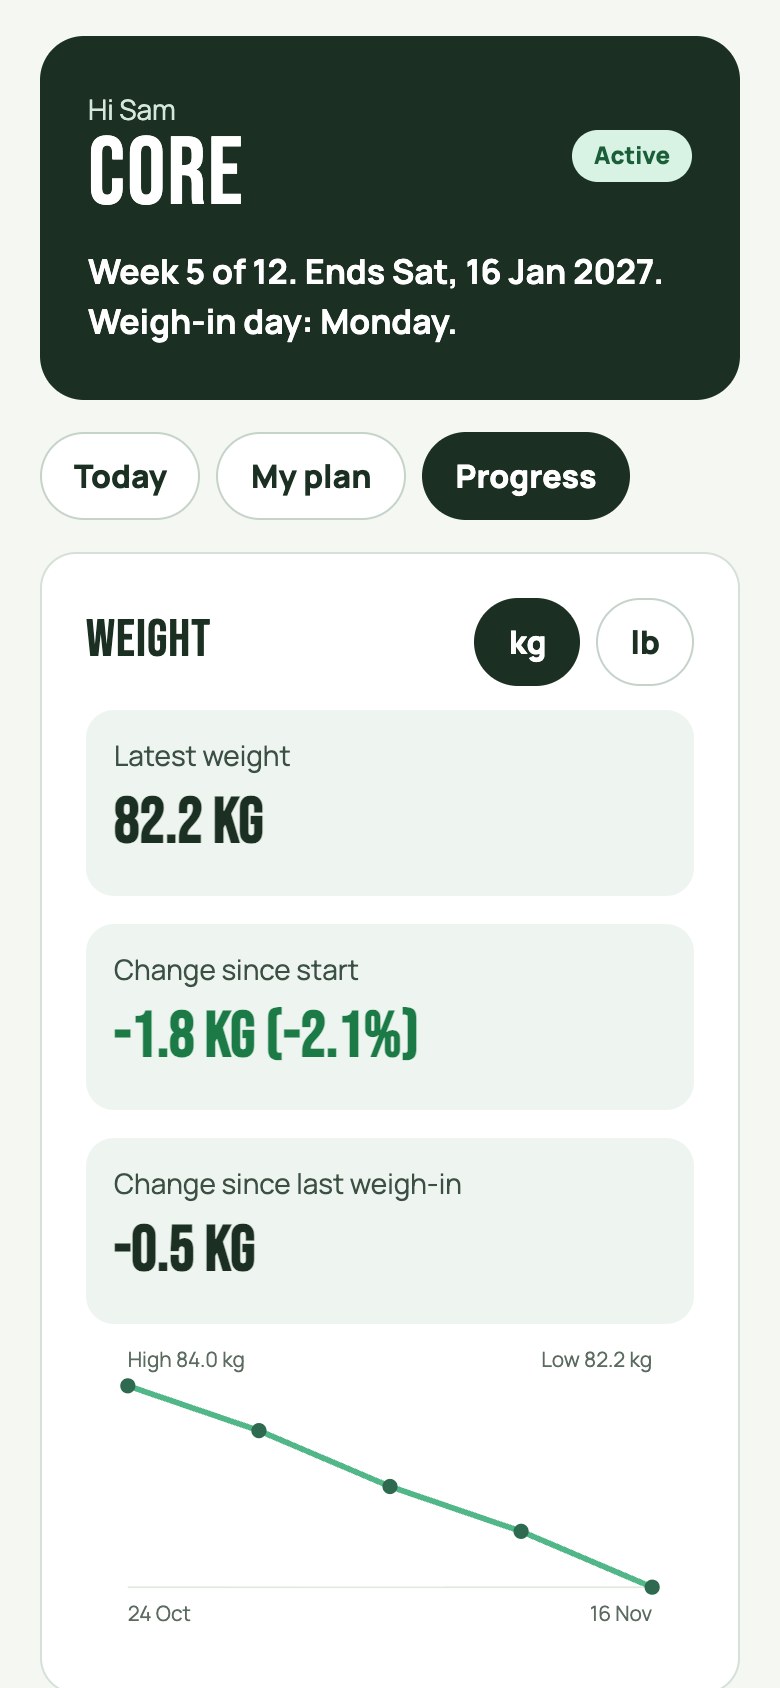 Hi Sam
CORE
Active
Week 5 of 12. Ends Sat, 16 Jan 2027.
Weigh-in day: Monday.
Today
My plan
Progress
WEIGHT
kg
lb
Latest weight
82.2 KG
Change since start
-1.8 KG (-2.1%)
Change since last weigh-in
-0.5 KG
High 84.0 kg
Low 82.2 kg
24 Oct
16 Nov